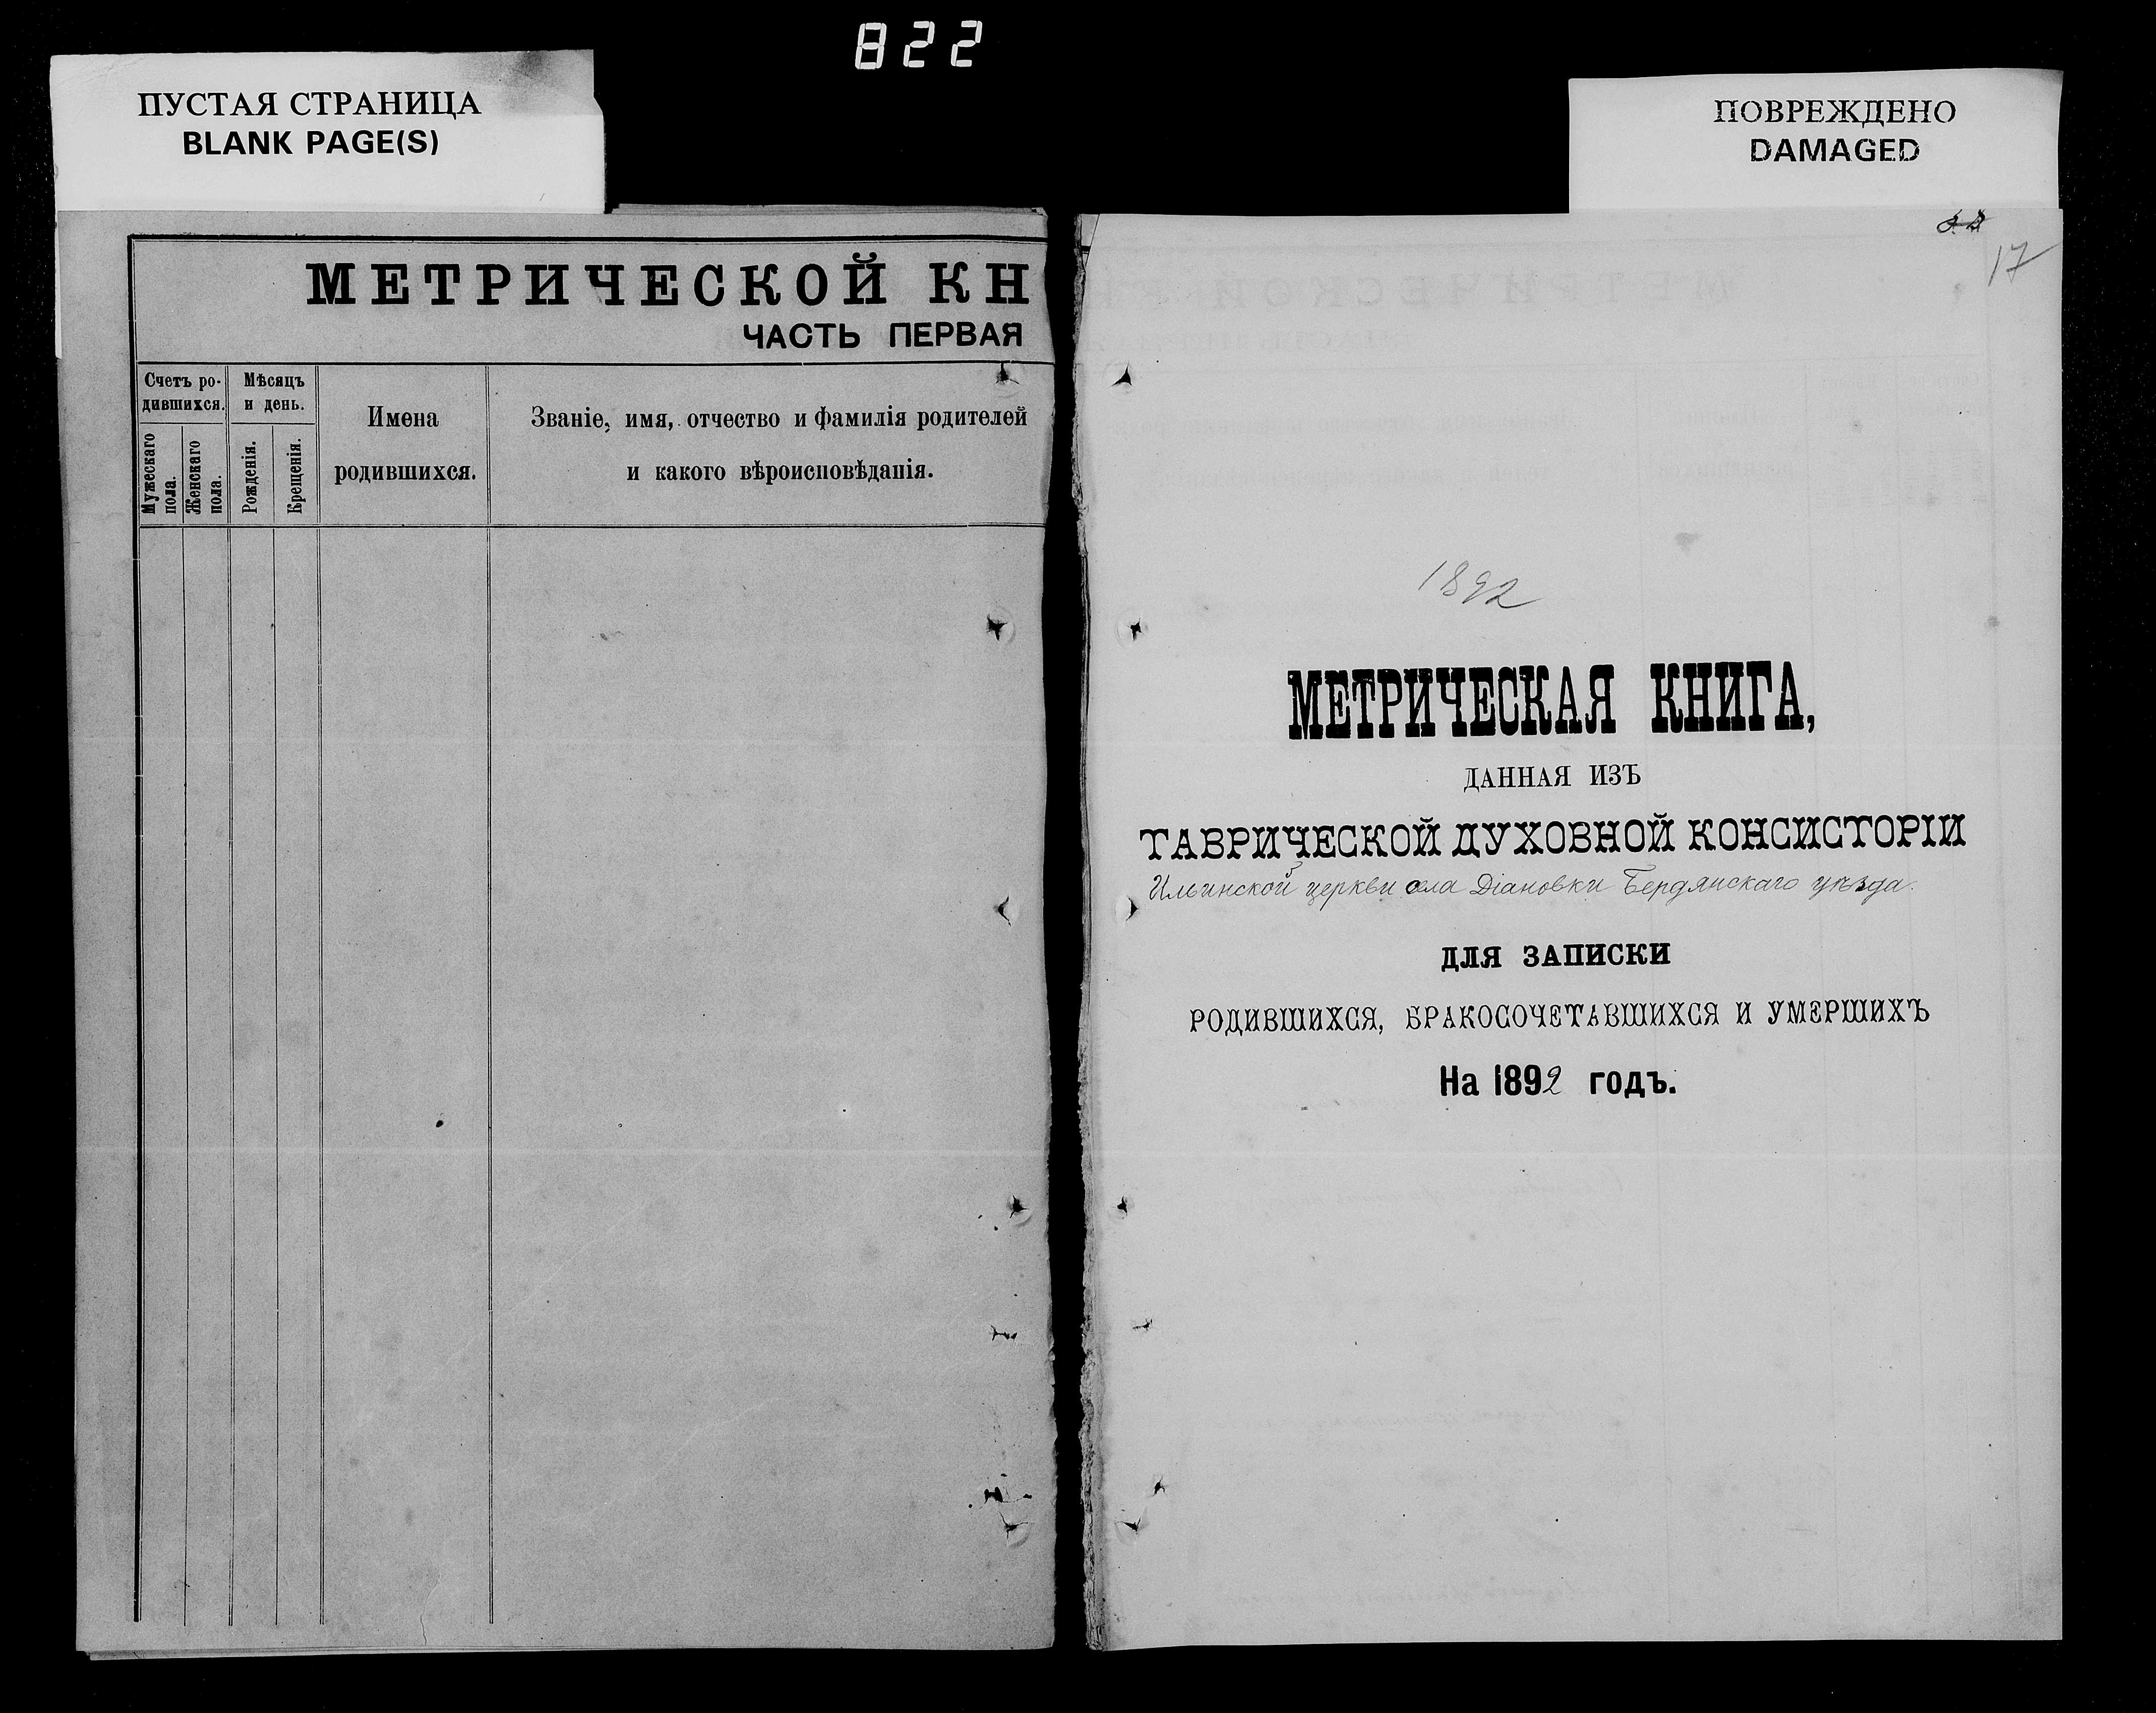 822
ПУСТАЯ СТРАНИЦА
BLANK PAGE(S)
МЕТРИЧЕСКОЙ КН
ЧАСТЬ ПЕРВАЯ
Счетъ ро-
дившихся.
Мужескаго
пола.
Женскаго
пола.
Мѣсяцъ
и день.
Рожденія.
Крещенія.
Имена
родившихся.
Званіе, имя, отчество и фамилія родителей
и какого вѣроисповѣданія.
ПОВРЕЖДЕНО
DAMAGED
17
1892
МЕТРИЧЕСКАЯ КНИГА,
ДАННАЯ ИЗЪ
ТАВРИЧЕСКОЙ ДУХОВНОЙ КОНСИСТОРІИ
Ильинской церкви села Діановки Бердянскаго уѣзда.
ДЛЯ ЗАПИСКИ
РОДИВШИХСЯ, БРАКОСОЧЕТАВШИХСЯ И УМЕРШИХЪ
На 1892 годъ.